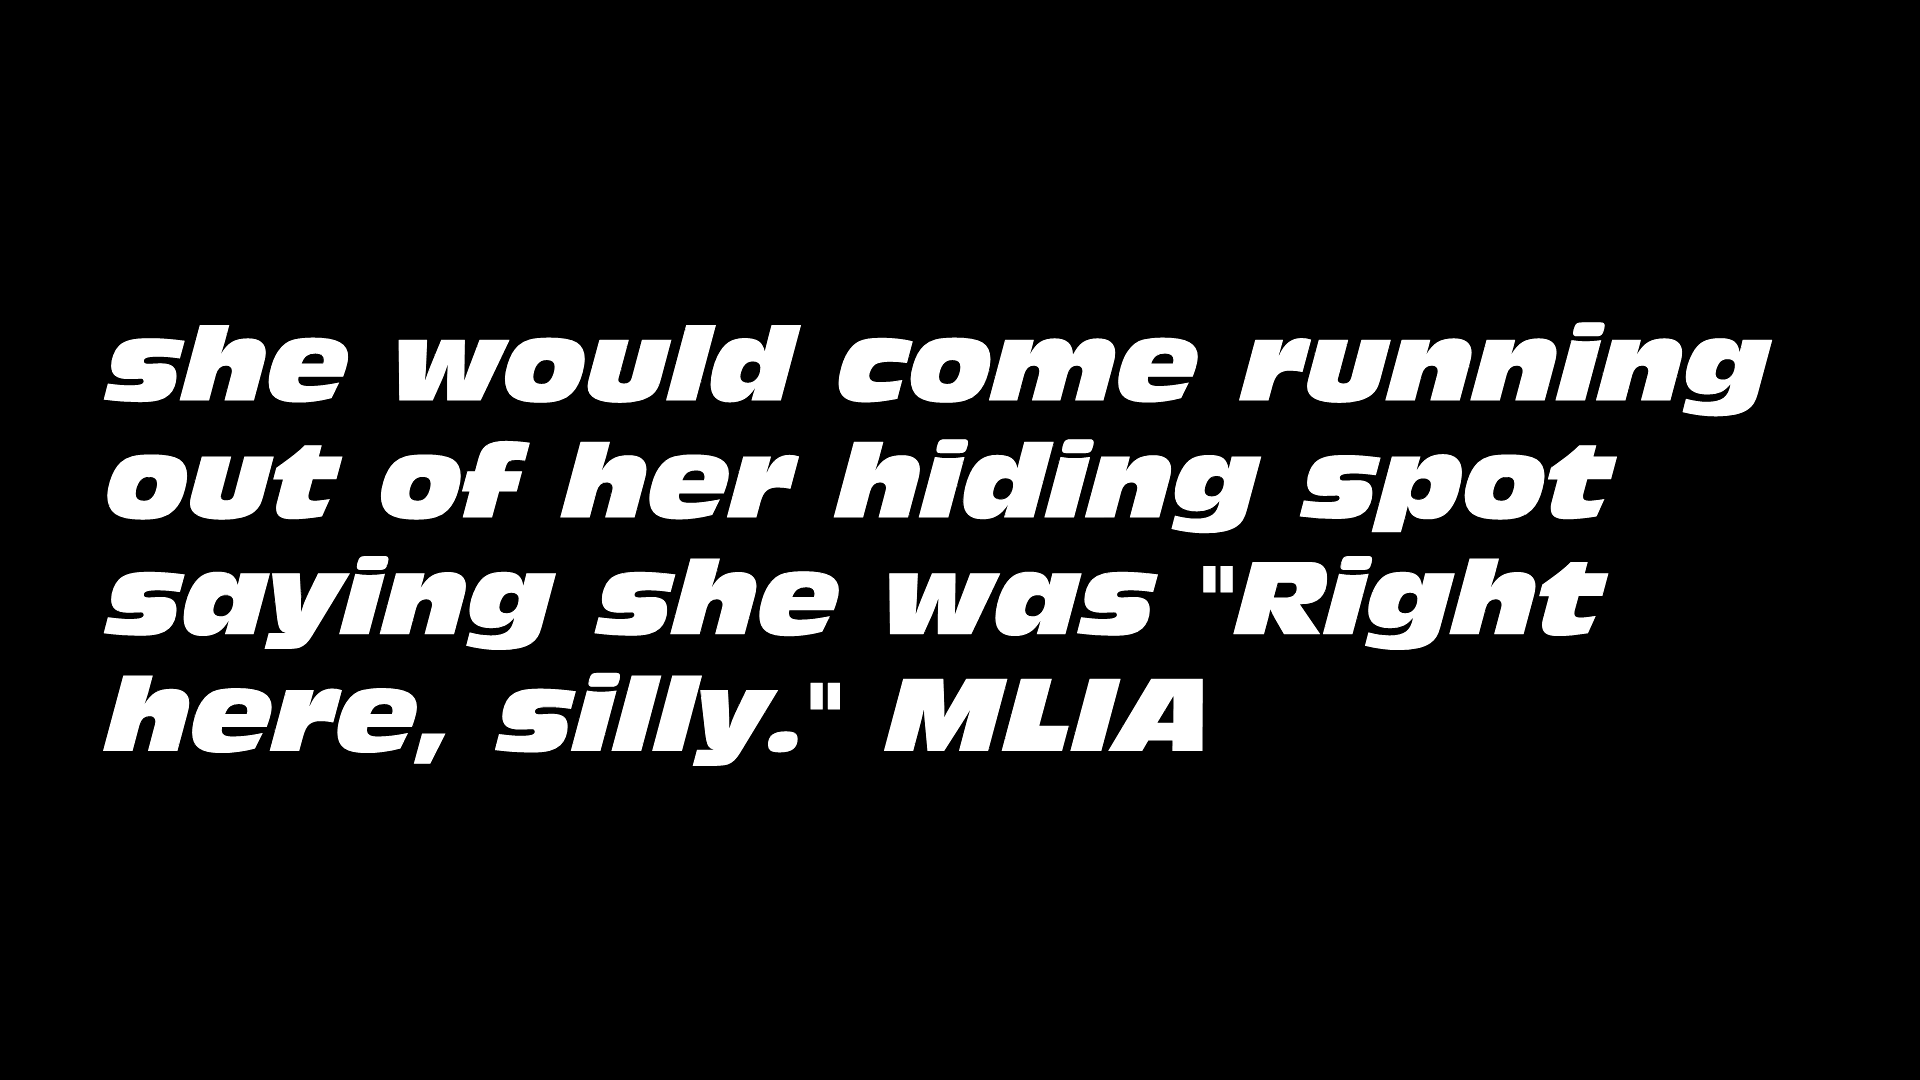 she would come running
out of her hiding spot
saying she was "Right
here, silly." MLIA